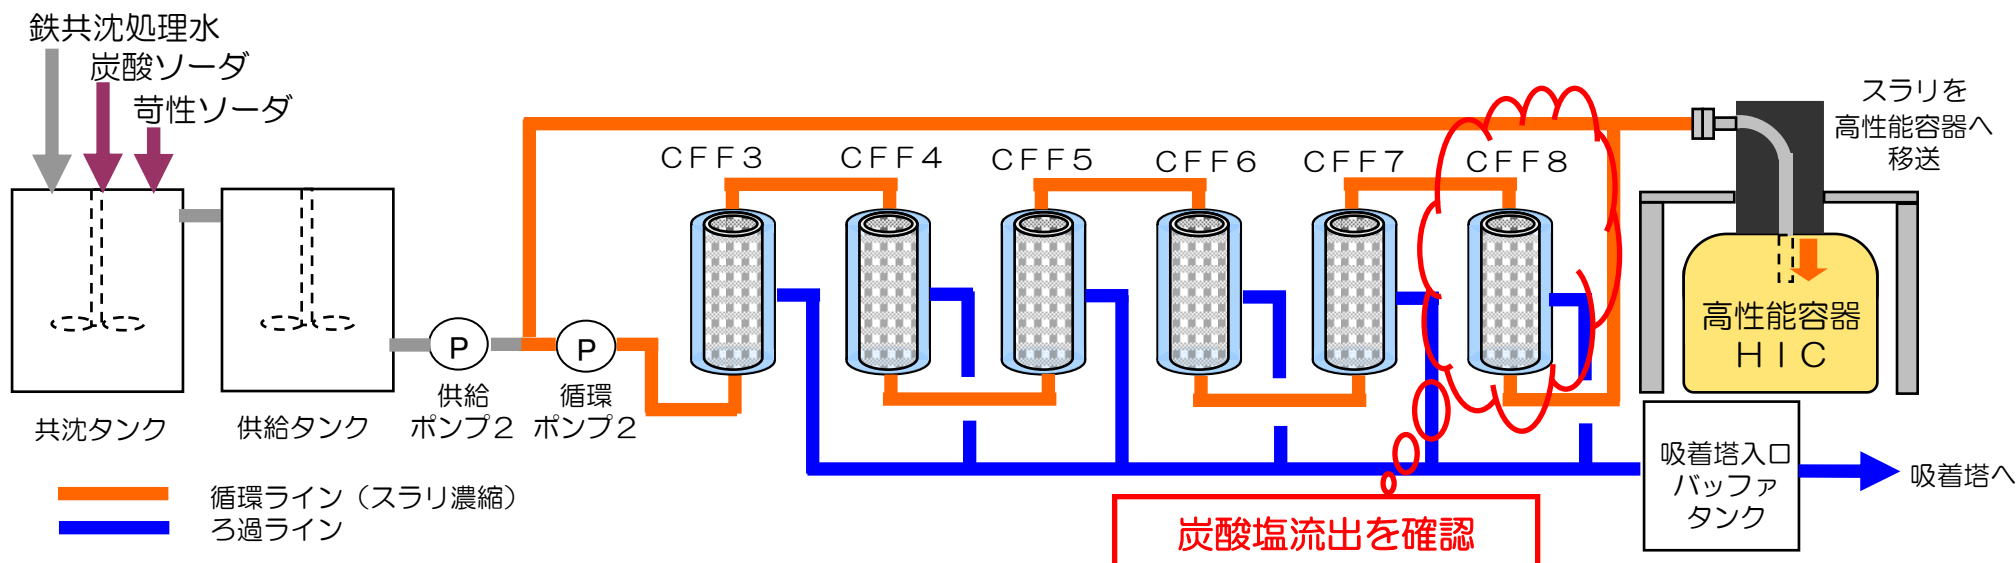 鉄共沈処理水
炭酸ソーダ
苛性ソーダ
CFF3
CFF4
CFF5
CFF6
CFF7
CFF8
スラリを
高性能容器へ
移送
高性能容器
HIC
P
P
共沈タンク
供給タンク
供給
ポンプ2
循環
ポンプ2
吸着塔入口
バッファ
タンク
吸着塔へ
循環ライン（スラリ濃縮）
ろ過ライン
炭酸塩流出を確認